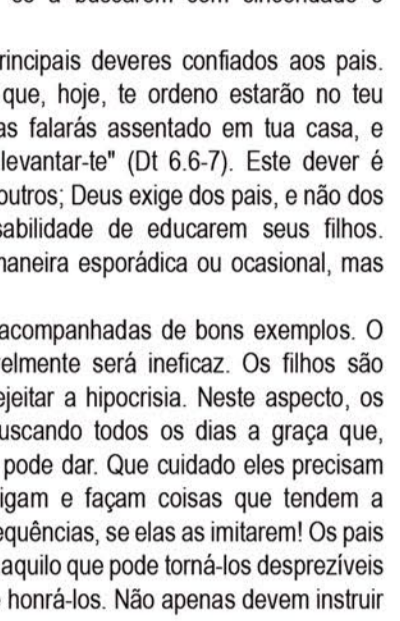 rincipais deveres confiados aos pais.
que, hoje, te ordeno estarão no teu
as falarás assentado em tua casa, e
levantar-te" (Dt 6.6-7). Este dever é
outros; Deus exige dos pais, e não dos
sabilidade de educarem seus filhos.
naneira esporádica ou ocasional, mas
acompanhadas de bons exemplos. O
elmente será ineficaz. Os filhos são
ejeitar a hipocrisia. Neste aspecto, os
uscando todos os dias a graça que,
pode dar. Que cuidado eles precisam
igam e façam coisas que tendem a
equências, se elas as imitarem! Os pais
aquilo que pode torná-los desprezíveis
honrá-los. Não apenas devem instruir